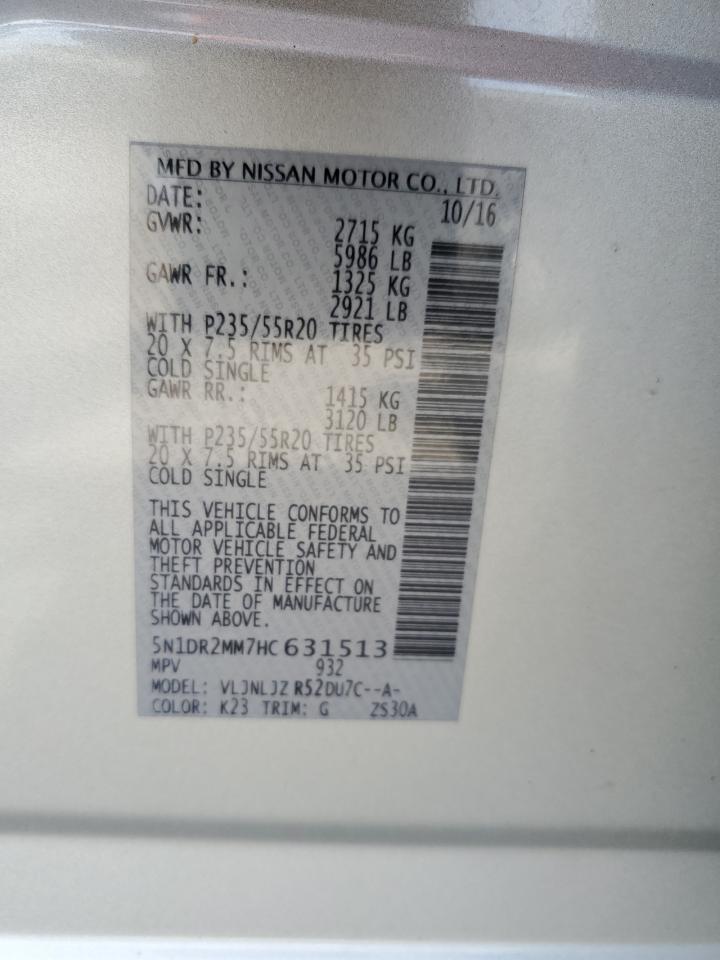 MFD BY NISSAN MOTOR CO., LTD.
DATE: 10/16
GVWR: 2715 KG
5986 LB
GAWR FR.: 1325 KG
2921 LB
WITH P235/55R20 TIRES
20 X 7.5 RIMS AT 35 PSI
COLD SINGLE
GAWR RR.: 1415 KG
3120 LB
WITH P235/55R20 TIRES
20 X 7.5 RIMS AT 35 PSI
COLD SINGLE
THIS VEHICLE CONFORMS TO
ALL APPLICABLE FEDERAL
MOTOR VEHICLE SAFETY AND
THEFT PREVENTION
STANDARDS IN EFFECT ON
THE DATE OF MANUFACTURE
SHOWN ABOVE.
5N1DR2MM7HC631513
MPV 932
MODEL: VLJNLJZ R52DU7C--A-
COLOR: K23 TRIM: G ZS30A